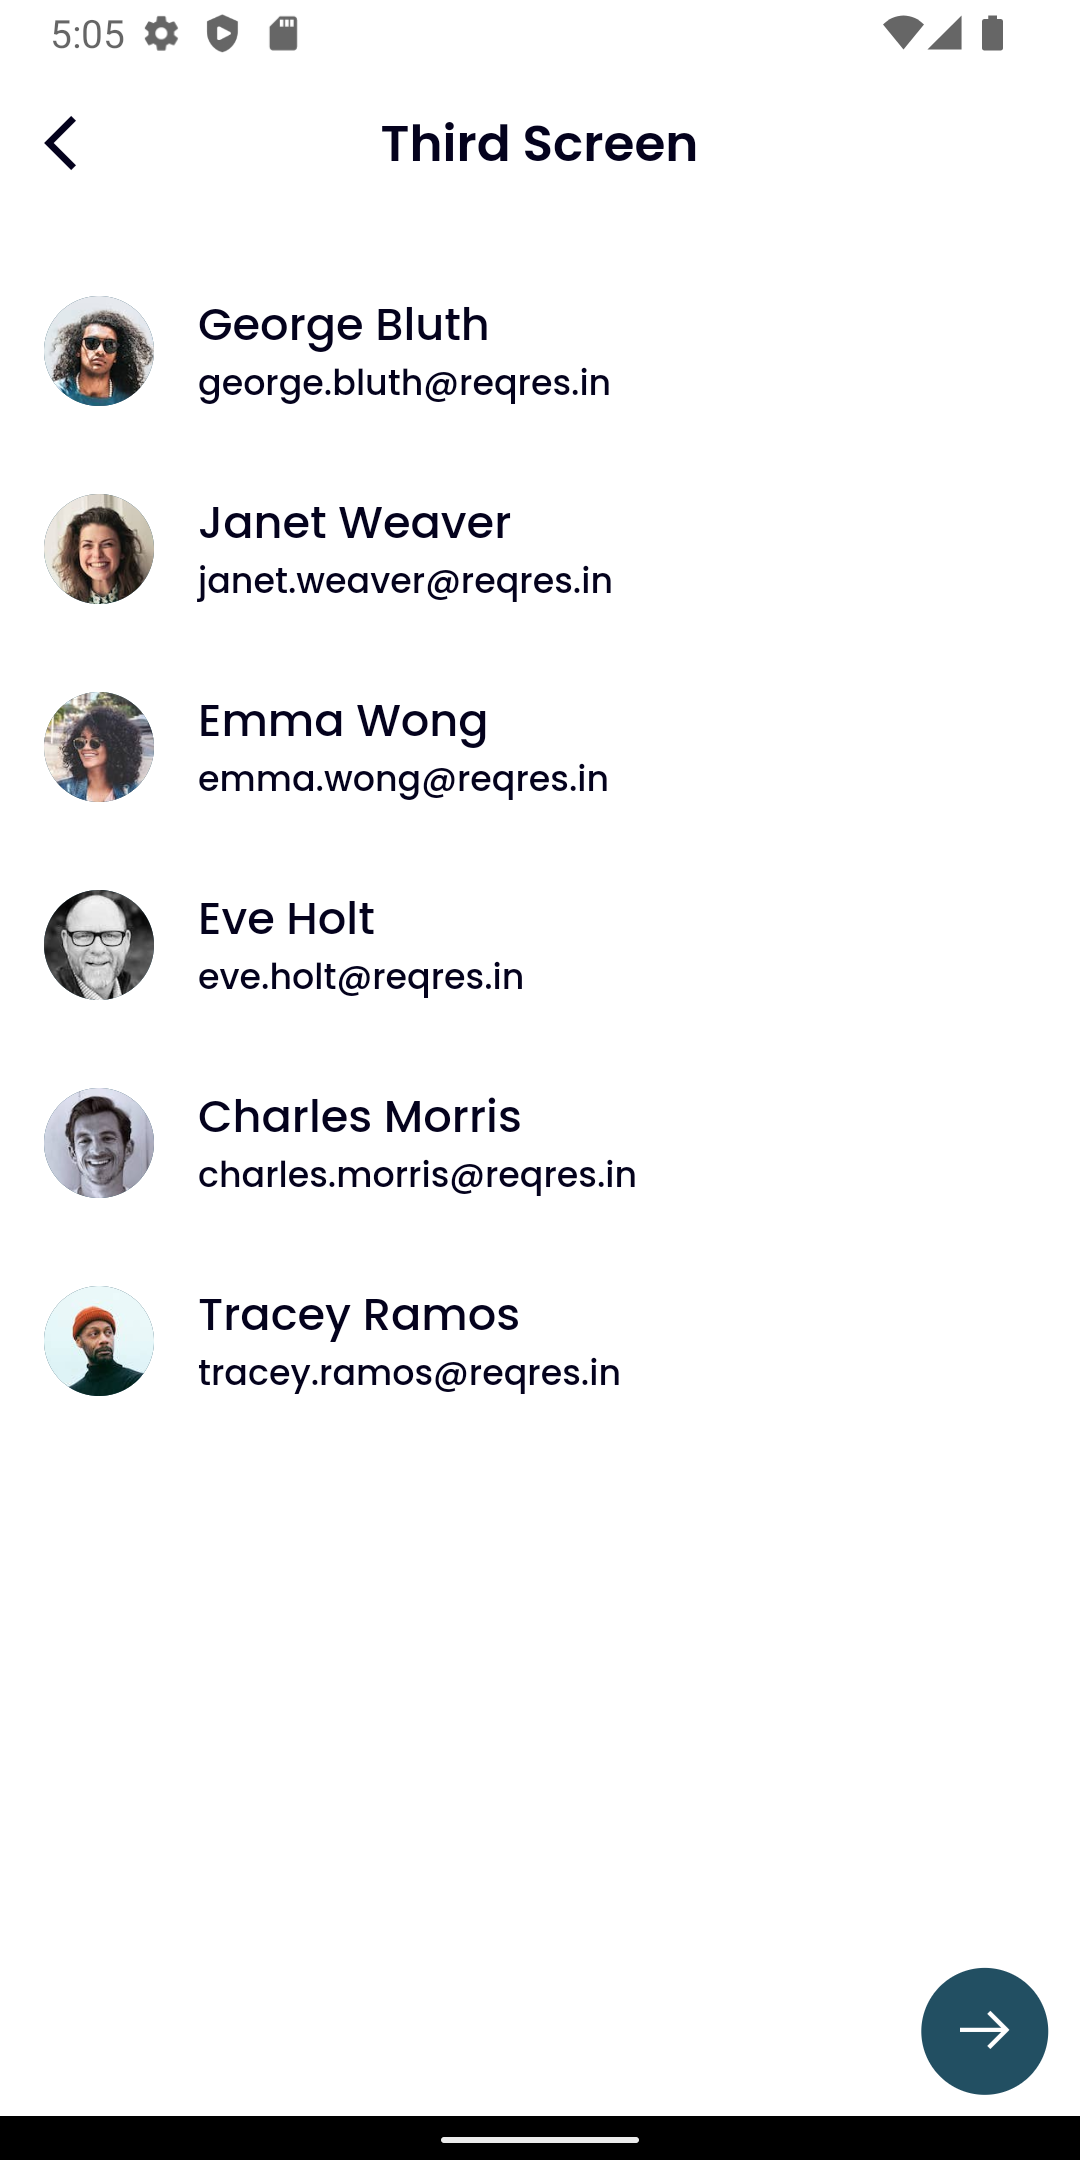 5:05
Third Screen
George Bluth
george.bluth@reqres.in
Janet Weaver
janet.weaver@reqres.in
Emma Wong
emma.wong@reqres.in
Eve Holt
eve.holt@reqres.in
Charles Morris
charles.morris@reqres.in
Tracey Ramos
tracey.ramos@reqres.in